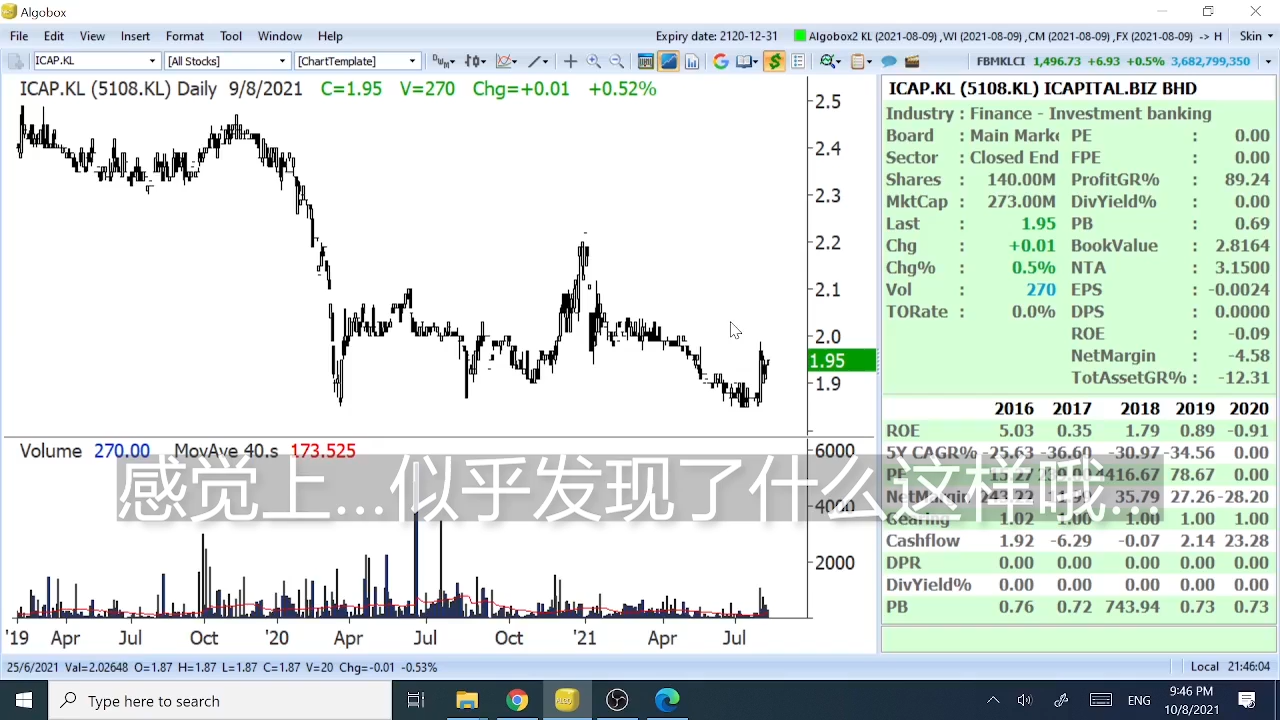 Algobox
File Edit View Insert Format Tool Window Help
Expiry date: 2120-12-31 Algobox2 KL (2021-08-09) ,WI (2021-08-09) ,CM (2021-08-09) ,FX (2021-08-09) -> H Skin
ICAP.KL [All Stocks] [ChartTemplate] FBMKLCI 1,496.73 +6.93 +0.5% 3,682,799,350
ICAP.KL (5108.KL) Daily 9/8/2021 C=1.95 V=270 Chg=+0.01 +0.52%
2.5
2.4
2.3
2.2
2.1
2.0
1.95
1.9
ICAP.KL (5108.KL) ICAPITAL.BIZ BHD
Industry : Finance - Investment banking
Board : Main Marke PE : 0.00
Sector : Closed End FPE : 0.00
Shares : 140.00M ProfitGR% : 89.24
MktCap : 273.00M DivYield% : 0.00
Last : 1.95 PB : 0.69
Chg : +0.01 BookValue : 2.8164
Chg% : 0.5% NTA : 3.1500
Vol : 270 EPS : -0.0024
TORate : 0.0% DPS : 0.0000
ROE : -0.09
NetMargin : -4.58
TotAssetGR% : -12.31
2016 2017 2018 2019 2020
ROE 5.03 0.35 1.79 0.89 -0.91
5Y CAGR% -25.63 -36.60 -30.97 -34.56 0.00
4416.67 78.67 0.00
NetMargin 243.22 35.79 27.26 -28.20
Gearing 1.02 1.00 1.00 1.00 1.00
Cashflow 1.92 -6.29 -0.07 2.14 23.28
DPR 0.00 0.00 0.00 0.00 0.00
DivYield% 0.00 0.00 0.00 0.00 0.00
PB 0.76 0.72 743.94 0.73 0.73
Volume 270.00 MovAve 40.s 173.525
6000
4000
2000
感觉上...似乎发现了什么这样哦...
'19 Apr Jul Oct '20 Apr Jul Oct '21 Apr Jul
25/6/2021 Val=2.02648 O=1.87 H=1.87 L=1.87 C=1.87 V=20 Chg=-0.01 -0.53%
Local 21:46:04
Type here to search
ENG
9:46 PM
10/8/2021